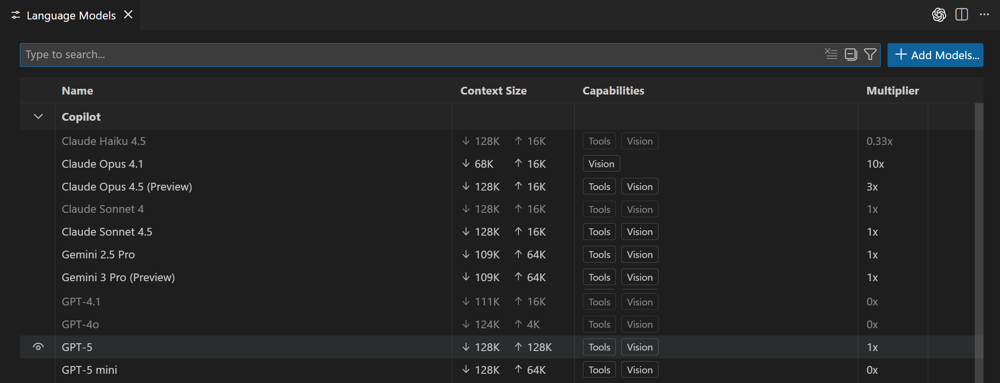 Language Models
Type to search...
Add Models...
Name Context Size Capabilities Multiplier
Copilot
Claude Haiku 4.5 ↓ 128K ↑ 16K Tools Vision 0.33x
Claude Opus 4.1 ↓ 68K ↑ 16K Vision 10x
Claude Opus 4.5 (Preview) ↓ 128K ↑ 16K Tools Vision 3x
Claude Sonnet 4 ↓ 128K ↑ 16K Tools Vision 1x
Claude Sonnet 4.5 ↓ 128K ↑ 16K Tools Vision 1x
Gemini 2.5 Pro ↓ 109K ↑ 64K Tools Vision 1x
Gemini 3 Pro (Preview) ↓ 109K ↑ 64K Tools Vision 1x
GPT-4.1 ↓ 111K ↑ 16K Tools Vision 0x
GPT-4o ↓ 124K ↑ 4K Tools Vision 0x
GPT-5 ↓ 128K ↑ 128K Tools Vision 1x
GPT-5 mini ↓ 128K ↑ 64K Tools Vision 0x